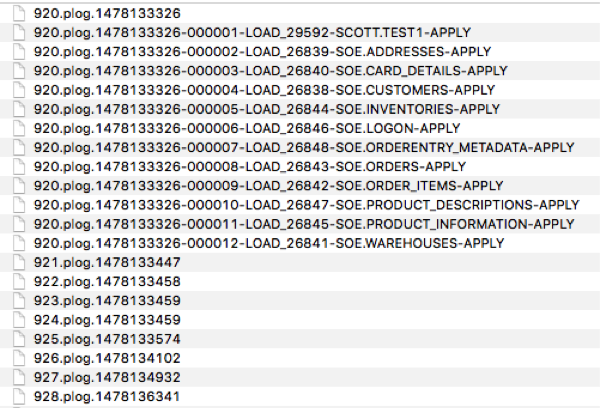 920.plog.1478133326
920.plog.1478133326-000001-LOAD_29592-SCOTT.TEST1-APPLY
920.plog.1478133326-000002-LOAD_26839-SOE.ADDRESSES-APPLY
920.plog.1478133326-000003-LOAD_26840-SOE.CARD_DETAILS-APPLY
920.plog.1478133326-000004-LOAD_26838-SOE.CUSTOMERS-APPLY
920.plog.1478133326-000005-LOAD_26844-SOE.INVENTORIES-APPLY
920.plog.1478133326-000006-LOAD_26846-SOE.LOGON-APPLY
920.plog.1478133326-000007-LOAD_26848-SOE.ORDERENTRY_METADATA-APPLY
920.plog.1478133326-000008-LOAD_26843-SOE.ORDERS-APPLY
920.plog.1478133326-000009-LOAD_26842-SOE.ORDER_ITEMS-APPLY
920.plog.1478133326-000010-LOAD_26847-SOE.PRODUCT_DESCRIPTIONS-APPLY
920.plog.1478133326-000011-LOAD_26845-SOE.PRODUCT_INFORMATION-APPLY
920.plog.1478133326-000012-LOAD_26841-SOE.WAREHOUSES-APPLY
921.plog.1478133447
922.plog.1478133458
923.plog.1478133459
924.plog.1478133459
925.plog.1478133574
926.plog.1478134102
927.plog.1478134932
928.plog.1478136341